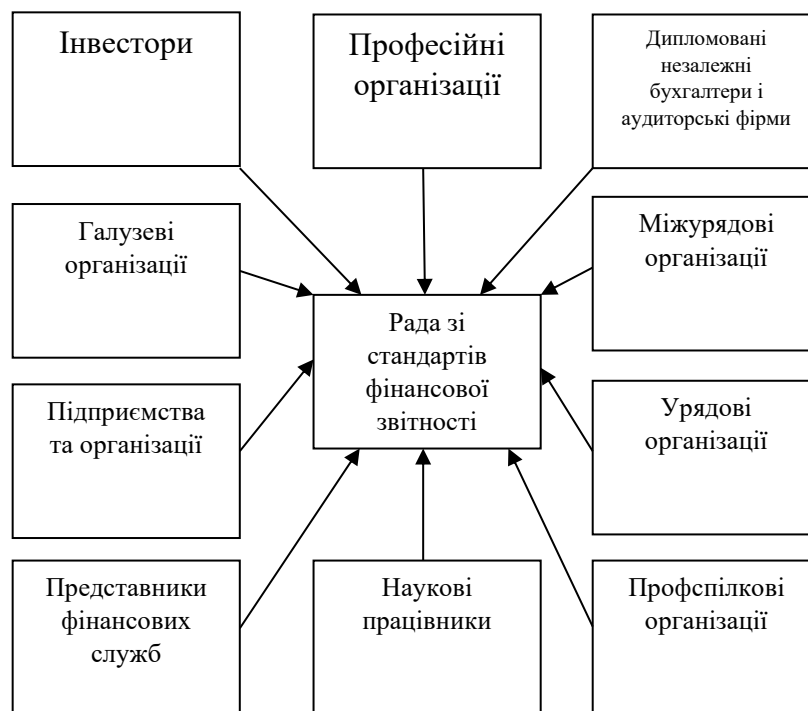 Інвестори
Професійні
організації
Дипломовані
незалежні
бухгалтери і
аудиторські фірми
Галузеві
організації
Міжурядові
організації
Рада зі
стандартів
фінансової
звітності
Підприємства
та організації
Урядові
організації
Представники
фінансових
служб
Наукові
працівники
Профспілкові
організації